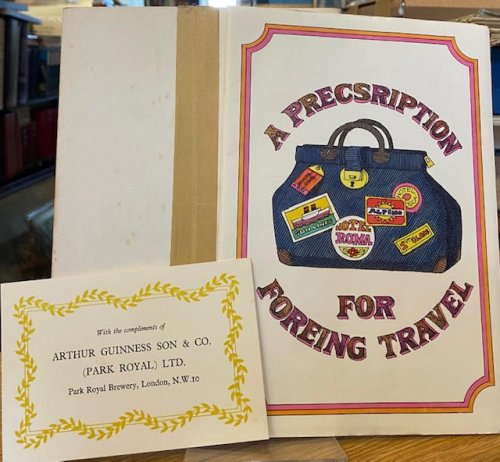 A PRECSRIPTION
ALPINO
HOTEL
ROMA
FOR
FOREING TRAVEL
With the compliments of
ARTHUR GUINNESS SON & CO.
(PARK ROYAL) LTD.
Park Royal Brewery, London, N.W.10